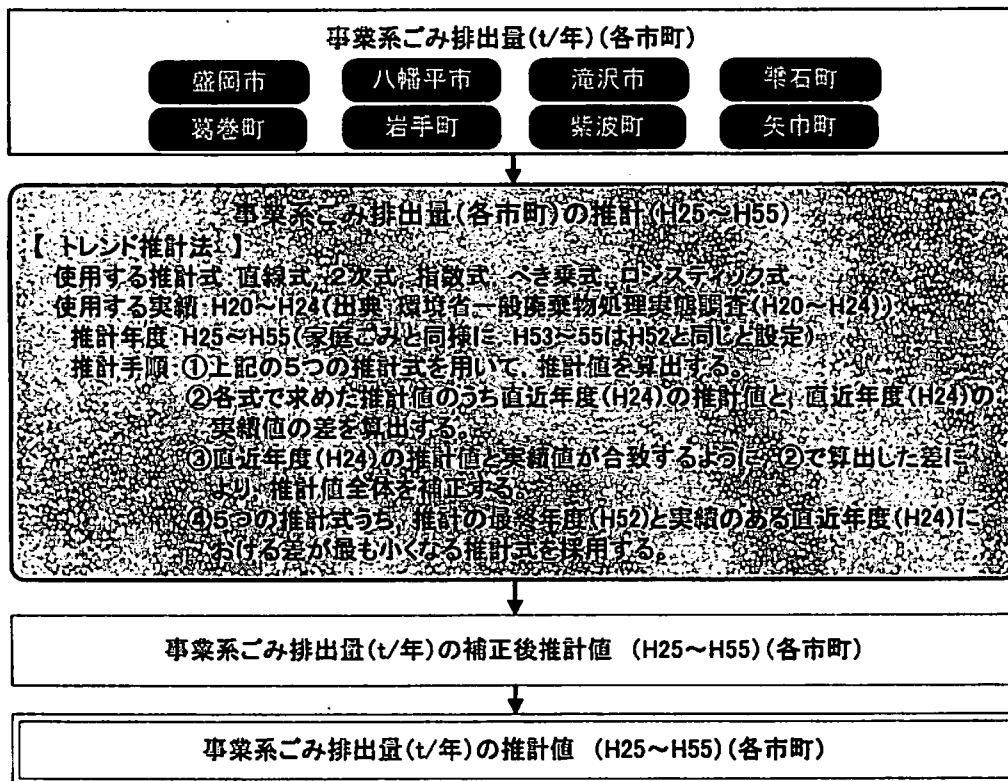 事業系ごみ排出量(t/年)(各市町)
盛岡市 八幡平市 滝沢市 雫石町
葛巻町 岩手町 紫波町 矢巾町
事業系ごみ排出量(各市町)の推計(H25~H55)
【 トレンド推計法 】
使用する推計式:直線式、2次式、指数式、べき乗式、ロジスティック式
使用する実績:H20~H24(出典:環境省一般廃棄物処理実態調査(H20~H24))
推計年度:H25~H55(家庭ごみと同様に、H53~55はH52と同じと設定)
推計手順:①上記の5つの推計式を用いて、推計値を算出する。
②各式で求めた推計値のうち直近年度(H24)の推計値と、直近年度(H24)の
実績値の差を算出する。
③直近年度(H24)の推計値と実績値が合致するように、②で算出した差に
より、推計値全体を補正する。
④5つの推計式うち、推計の最終年度(H52)と実績のある直近年度(H24)に
おける差が最も小さくなる推計式を採用する。
事業系ごみ排出量(t/年)の補正後推計値 (H25~H55)(各市町)
事業系ごみ排出量(t/年)の推計値 (H25~H55)(各市町)